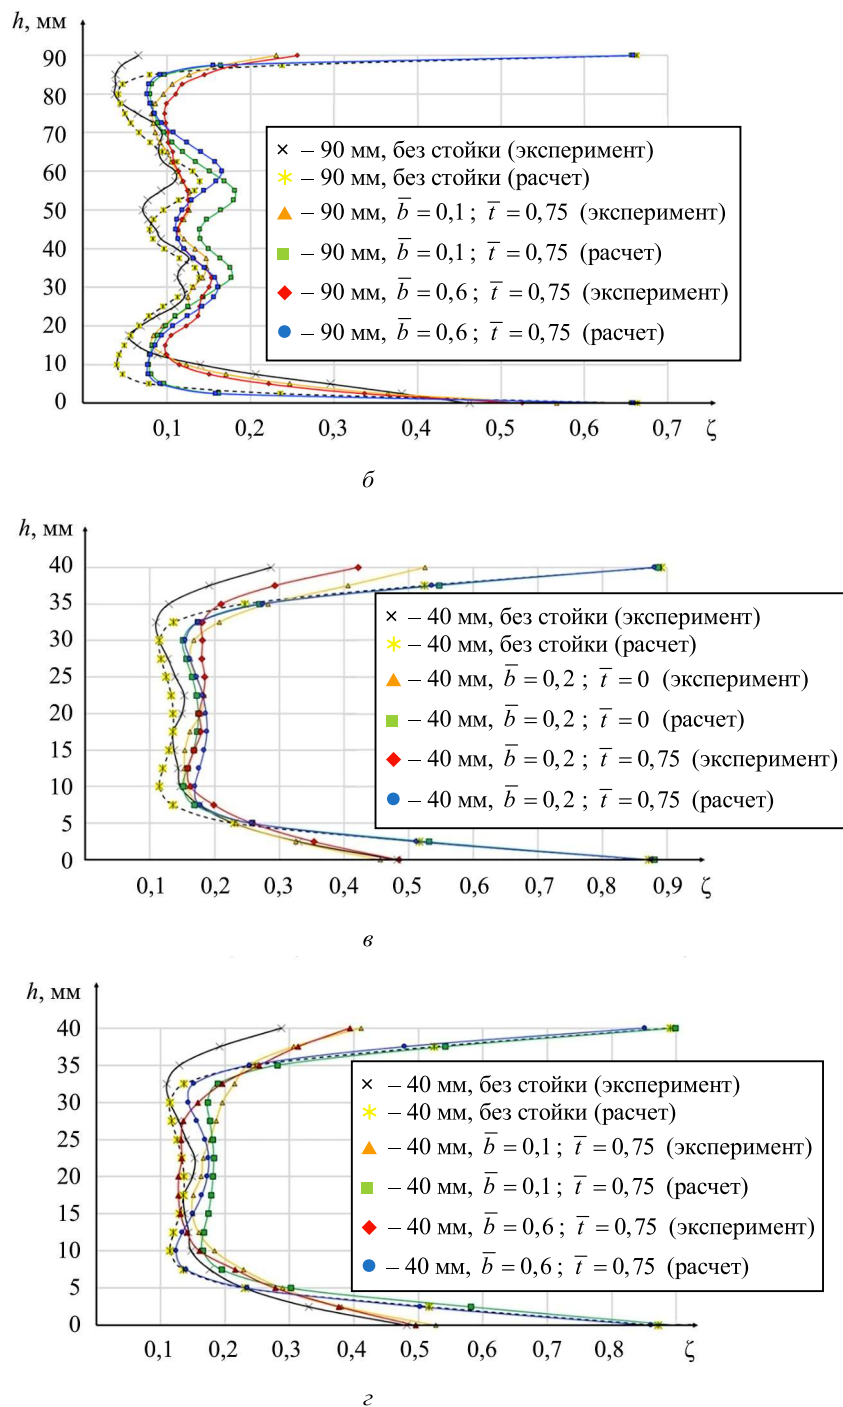 h, мм
90
80
70
60
50
40
30
20
10
0
0,1 0,2 0,3 0,4 0,5 0,6 0,7 ζ
– 90 мм, без стойки (эксперимент)
– 90 мм, без стойки (расчет)
– 90 мм, b̅ = 0,1 ; t̅ = 0,75 (эксперимент)
– 90 мм, b̅ = 0,1 ; t̅ = 0,75 (расчет)
– 90 мм, b̅ = 0,6 ; t̅ = 0,75 (эксперимент)
– 90 мм, b̅ = 0,6 ; t̅ = 0,75 (расчет)
б
h, мм
40
35
30
25
20
15
10
5
0
0,1 0,2 0,3 0,4 0,5 0,6 0,7 0,8 0,9 ζ
– 40 мм, без стойки (эксперимент)
– 40 мм, без стойки (расчет)
– 40 мм, b̅ = 0,2 ; t̅ = 0 (эксперимент)
– 40 мм, b̅ = 0,2 ; t̅ = 0 (расчет)
– 40 мм, b̅ = 0,2 ; t̅ = 0,75 (эксперимент)
– 40 мм, b̅ = 0,2 ; t̅ = 0,75 (расчет)
в
h, мм
40
35
30
25
20
15
10
5
0
0,1 0,2 0,3 0,4 0,5 0,6 0,7 0,8 ζ
– 40 мм, без стойки (эксперимент)
– 40 мм, без стойки (расчет)
– 40 мм, b̅ = 0,1 ; t̅ = 0,75 (эксперимент)
– 40 мм, b̅ = 0,1 ; t̅ = 0,75 (расчет)
– 40 мм, b̅ = 0,6 ; t̅ = 0,75 (эксперимент)
– 40 мм, b̅ = 0,6 ; t̅ = 0,75 (расчет)
г